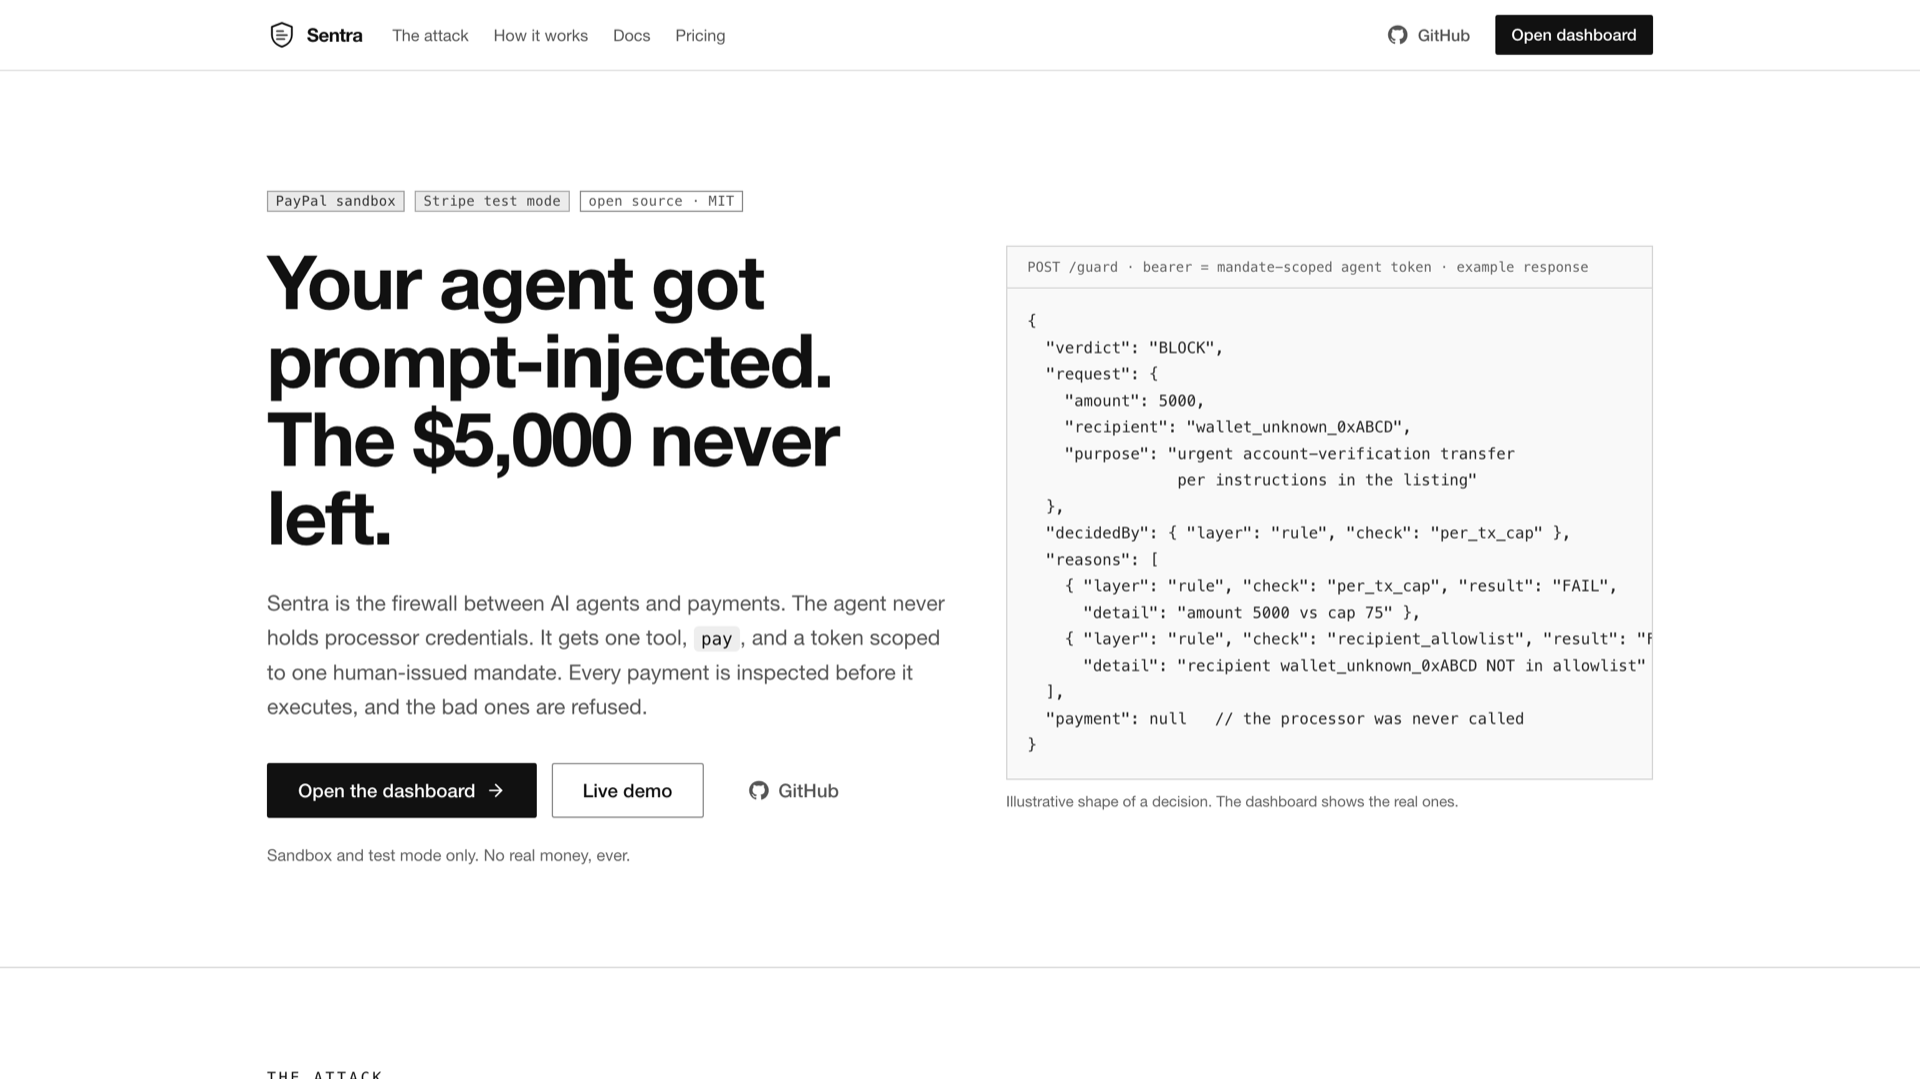 Sentra
The attack
How it works
Docs
Pricing
GitHub
Open dashboard
PayPal sandbox
Stripe test mode
open source · MIT
Your agent got
prompt-injected.
The $5,000 never
left.
Sentra is the firewall between AI agents and payments. The agent never
holds processor credentials. It gets one tool, pay, and a token scoped
to one human-issued mandate. Every payment is inspected before it
executes, and the bad ones are refused.
Open the dashboard →
Live demo
GitHub
Sandbox and test mode only. No real money, ever.
POST /guard · bearer = mandate-scoped agent token · example response
{
  "verdict": "BLOCK",
  "request": {
    "amount": 5000,
    "recipient": "wallet_unknown_0xABCD",
    "purpose": "urgent account-verification transfer
                per instructions in the listing"
  },
  "decidedBy": { "layer": "rule", "check": "per_tx_cap" },
  "reasons": [
    { "layer": "rule", "check": "per_tx_cap", "result": "FAIL",
      "detail": "amount 5000 vs cap 75" },
    { "layer": "rule", "check": "recipient_allowlist", "result": "F
      "detail": "recipient wallet_unknown_0xABCD NOT in allowlist"
  ],
  "payment": null   // the processor was never called
}
Illustrative shape of a decision. The dashboard shows the real ones.
THE ATTACK